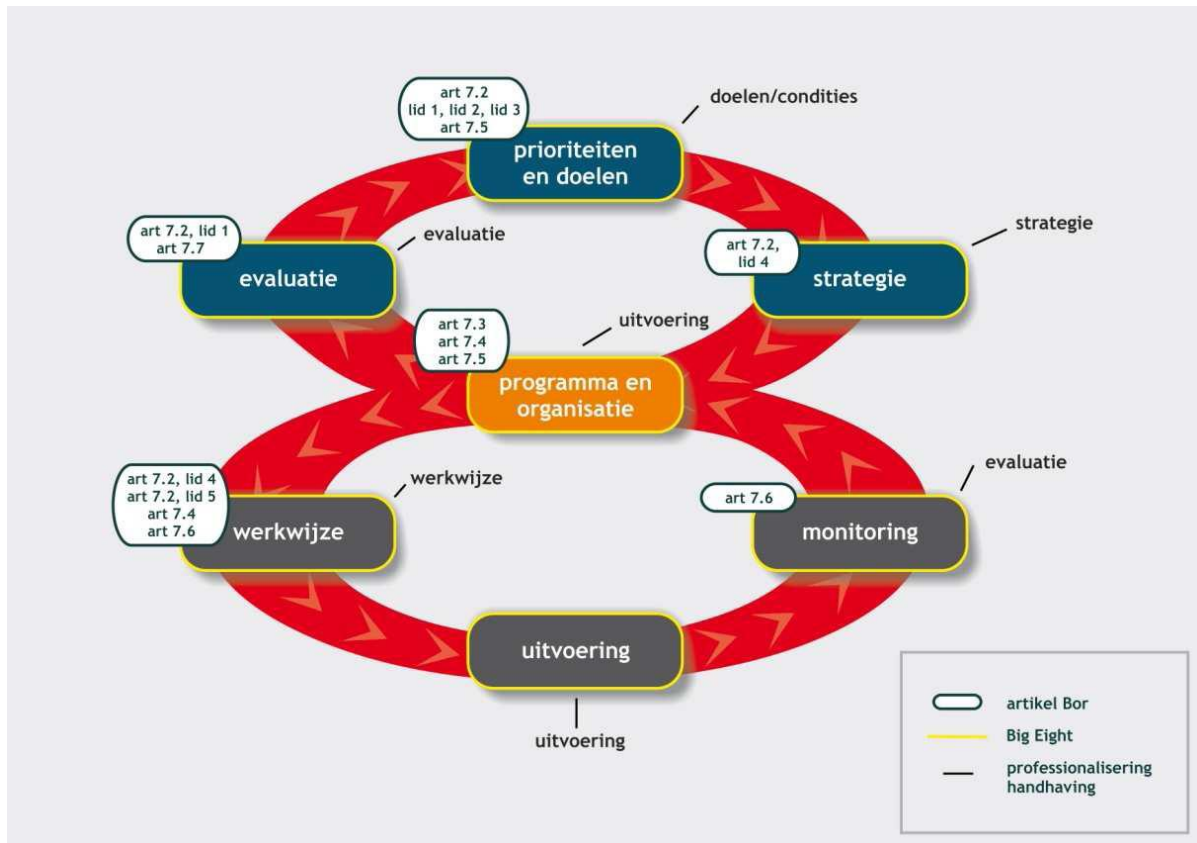 art 7.2
lid 1, lid 2, lid 3
art 7.5
doelen/condities
prioriteiten
en doelen
art 7.2, lid 1
art 7.7
evaluatie
evaluatie
art 7.2,
lid 4
strategie
strategie
art 7.3
art 7.4
art 7.5
uitvoering
programma en
organisatie
art 7.2, lid 4
art 7.2, lid 5
art 7.4
art 7.6
werkwijze
werkwijze
art 7.6
evaluatie
monitoring
uitvoering
uitvoering
artikel Bor
Big Eight
professionalisering
handhaving